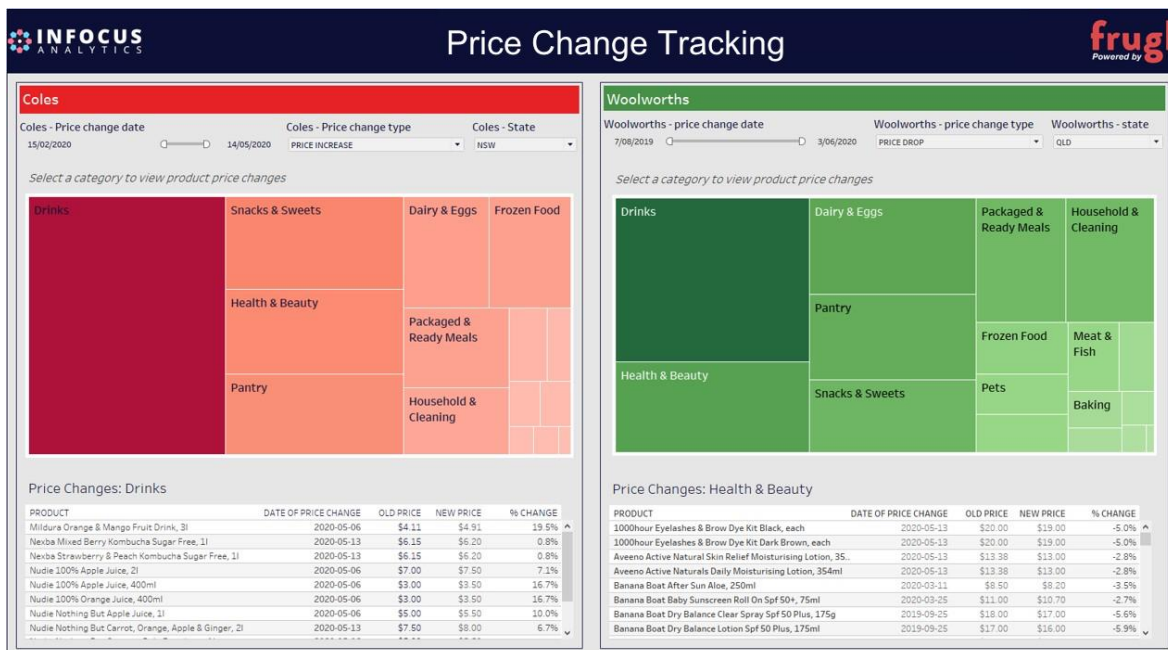 INFOCUS
ANALYTICS
Price Change Tracking
frugl
Powered by
Coles
Coles - Price change date
Coles - Price change type
Coles - State
15/02/2020
14/05/2020
PRICE INCREASE
NSW
Select a category to view product price changes
Drinks
Snacks & Sweets
Dairy & Eggs
Frozen Food
Health & Beauty
Packaged &
Ready Meals
Pantry
Household &
Cleaning
Price Changes: Drinks
PRODUCT DATE OF PRICE CHANGE OLD PRICE NEW PRICE % CHANGE
Mildura Orange & Mango Fruit Drink, 3l 2020-05-06 $4.11 $4.91 19.5%
Nexba Mixed Berry Kombucha Sugar Free, 1l 2020-05-13 $6.15 $6.20 0.8%
Nexba Strawberry & Peach Kombucha Sugar Free, 1l 2020-05-13 $6.15 $6.20 0.8%
Nudie 100% Apple Juice, 2l 2020-05-06 $7.00 $7.50 7.1%
Nudie 100% Apple Juice, 400ml 2020-05-06 $3.00 $3.50 16.7%
Nudie 100% Orange Juice, 400ml 2020-05-06 $3.00 $3.50 16.7%
Nudie Nothing But Apple Juice, 1l 2020-05-06 $5.00 $5.50 10.0%
Nudie Nothing But Carrot, Orange, Apple & Ginger, 2l 2020-05-06 $7.50 $8.00 6.7%
Woolworths
Woolworths - price change date
Woolworths - price change type
Woolworths - state
7/08/2019
3/06/2020
PRICE DROP
QLD
Select a category to view product price changes
Drinks
Dairy & Eggs
Packaged &
Ready Meals
Household &
Cleaning
Pantry
Frozen Food
Meat &
Fish
Health & Beauty
Snacks & Sweets
Pets
Baking
Price Changes: Health & Beauty
PRODUCT DATE OF PRICE CHANGE OLD PRICE NEW PRICE % CHANGE
1000hour Eyelashes & Brow Dye Kit Black, each 2020-05-13 $20.00 $19.00 -5.0%
1000hour Eyelashes & Brow Dye Kit Dark Brown, each 2020-05-13 $20.00 $19.00 -5.0%
Aveeno Active Natural Skin Relief Moisturising Lotion, 35.. 2020-05-13 $13.38 $13.00 -2.8%
Aveeno Active Naturals Daily Moisturising Lotion, 354ml 2020-05-13 $13.38 $13.00 -2.8%
Banana Boat After Sun Aloe, 250ml 2020-03-11 $8.50 $8.20 -3.5%
Banana Boat Baby Sunscreen Roll On Spf 50+, 75ml 2020-03-25 $11.00 $10.70 -2.7%
Banana Boat Dry Balance Clear Spray Spf 50 Plus, 175g 2019-09-25 $18.00 $17.00 -5.6%
Banana Boat Dry Balance Lotion Spf 50 Plus, 175ml 2019-09-25 $17.00 $16.00 -5.9%